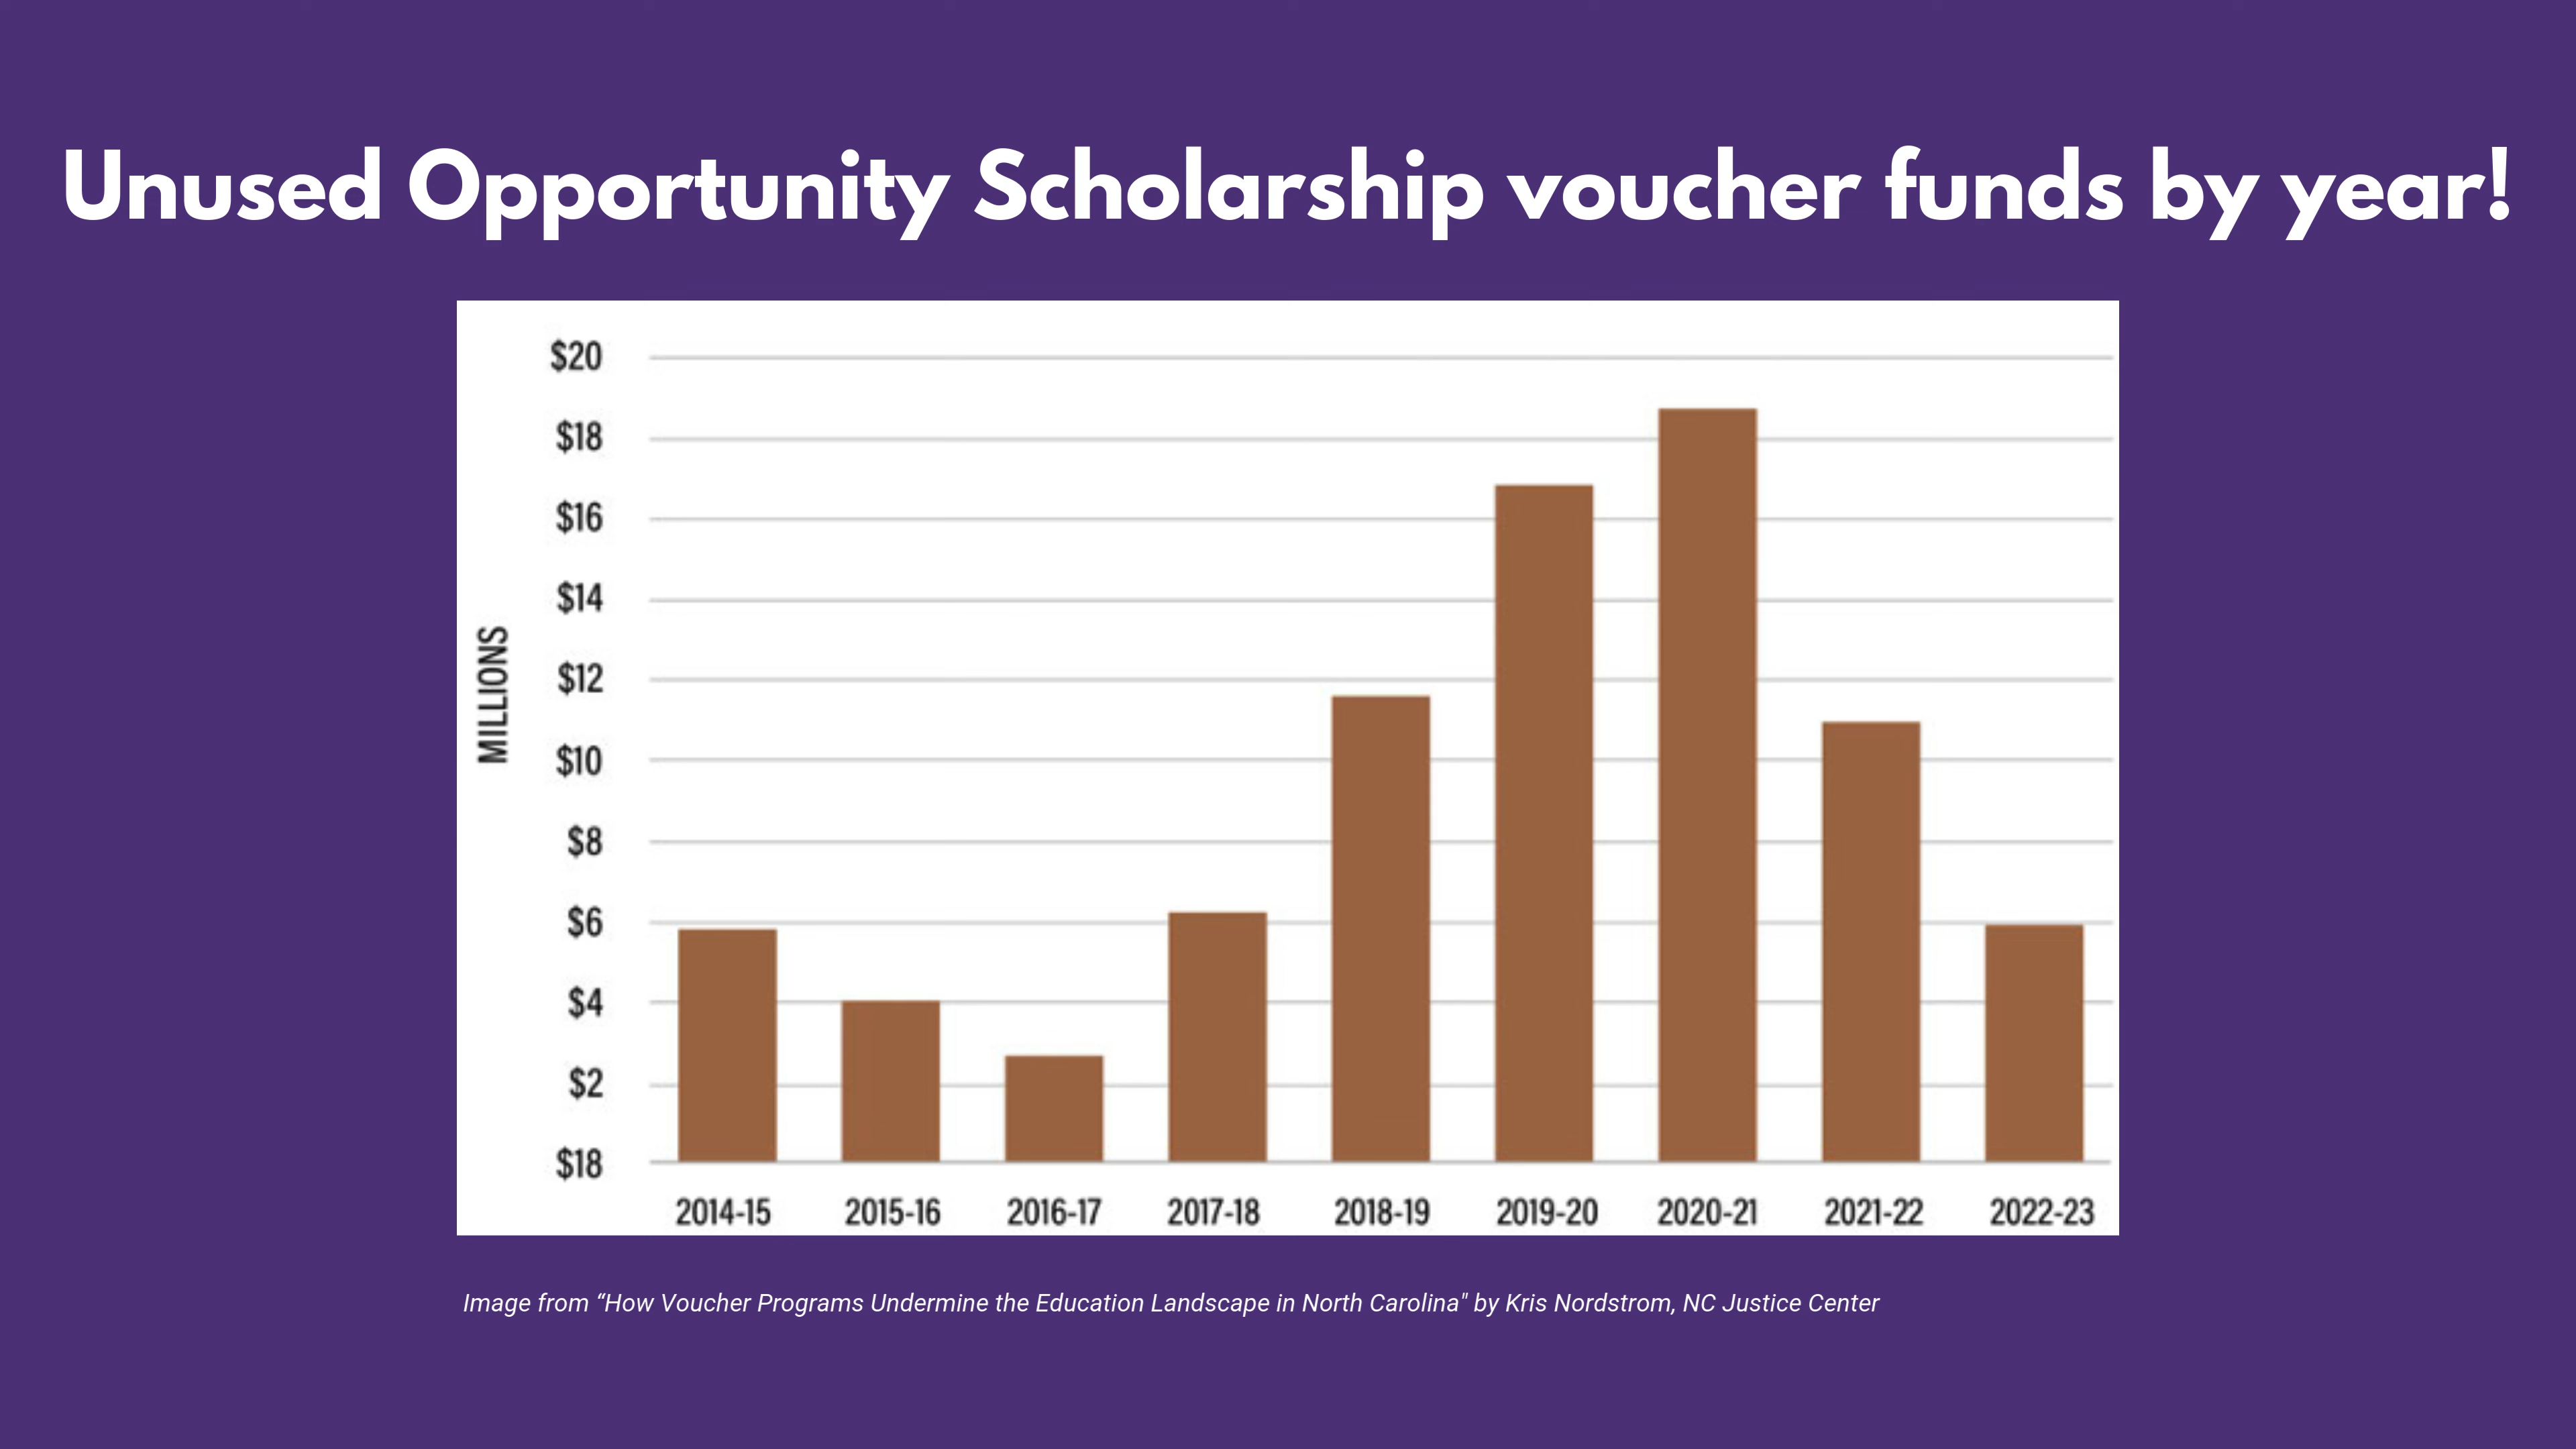 Unused Opportunity Scholarship voucher funds by year!
$20
$18
$16
$14
$12
$10
$8
$6
$4
$2
$18
MILLIONS
2014-15 2015-16 2016-17 2017-18 2018-19 2019-20 2020-21 2021-22 2022-23
Image from “How Voucher Programs Undermine the Education Landscape in North Carolina" by Kris Nordstrom, NC Justice Center